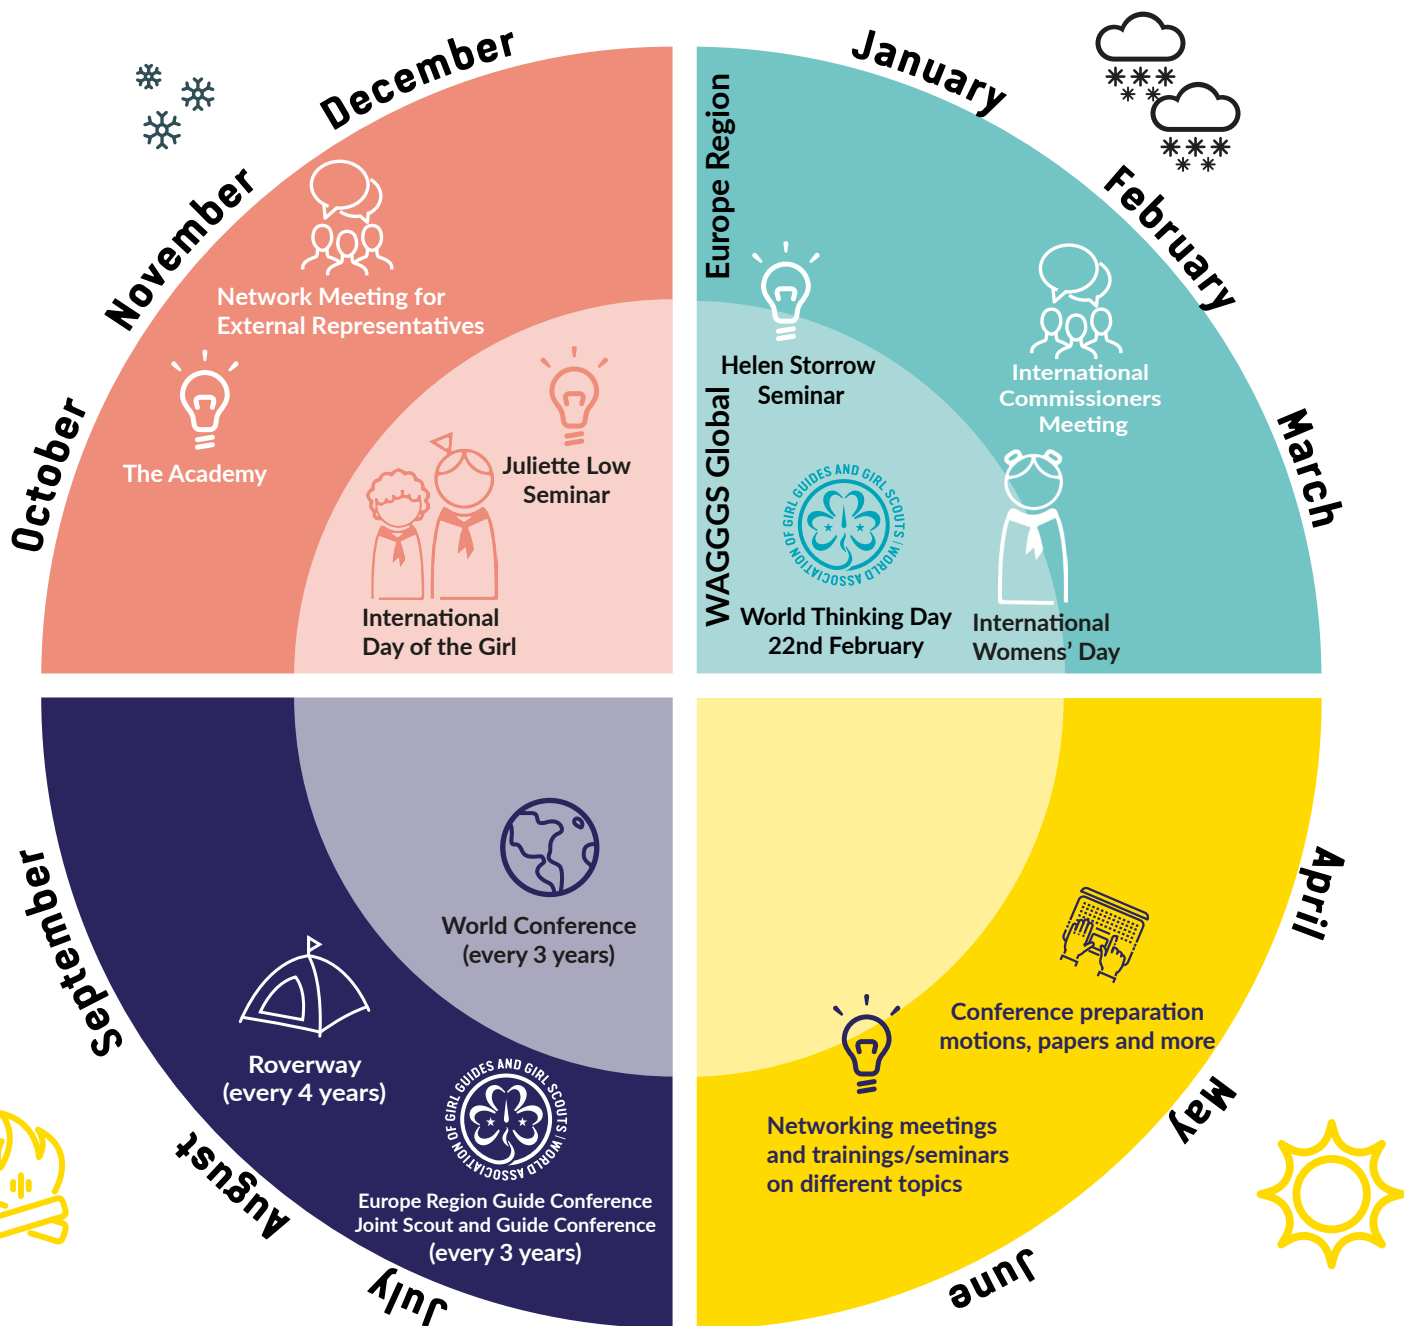 December
November
October
Network Meeting for
External Representatives
The Academy
Juliette Low
Seminar
International
Day of the Girl
January
February
March
Europe Region
WAGGGS Global
Helen Storrow
Seminar
International
Commissioners
Meeting
WORLD ASSOCIATION OF GIRL GUIDES AND GIRL SCOUTS |
World Thinking Day
22nd February
International
Womens’ Day
April
May
June
Conference preparation
motions, papers and more
Networking meetings
and trainings/seminars
on different topics
September
August
July
World Conference
(every 3 years)
Roverway
(every 4 years)
WORLD ASSOCIATION OF GIRL GUIDES AND GIRL SCOUTS |
Europe Region Guide Conference
Joint Scout and Guide Conference
(every 3 years)